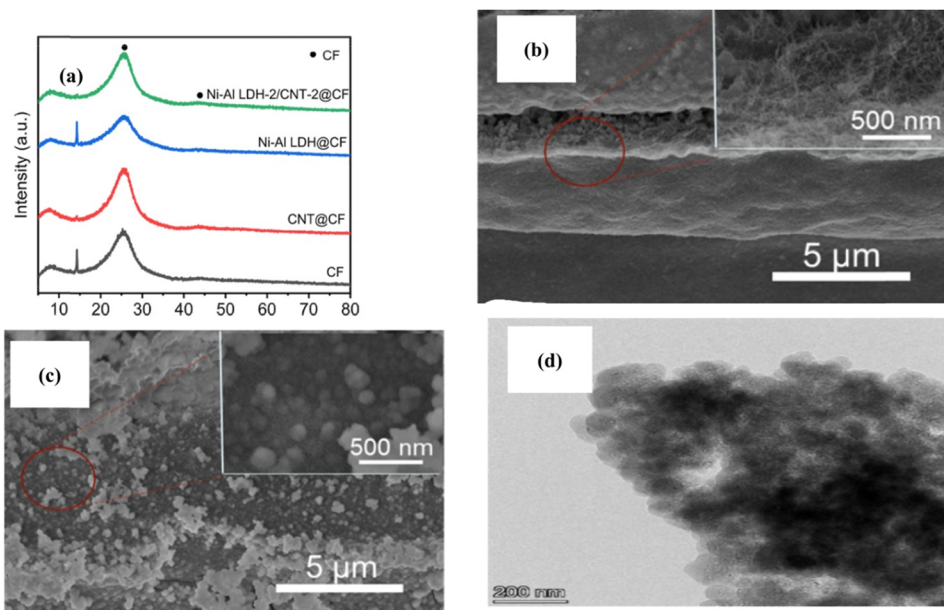 (a)
● CF
● Ni-Al LDH-2/CNT-2@CF
Ni-Al LDH@CF
CNT@CF
CF
Intensity (a.u.)
10 20 30 40 50 60 70 80
(b)
500 nm
5 μm
(c)
500 nm
5 μm
(d)
200 nm